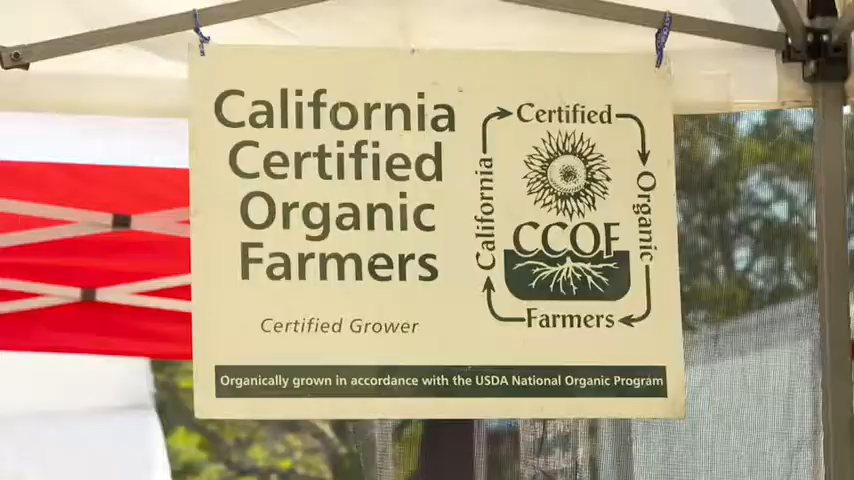 California
Certified
Organic
Farmers
Certified Grower
Certified
Organic
Farmers
California
CCOF
Organically grown in accordance with the USDA National Organic Program